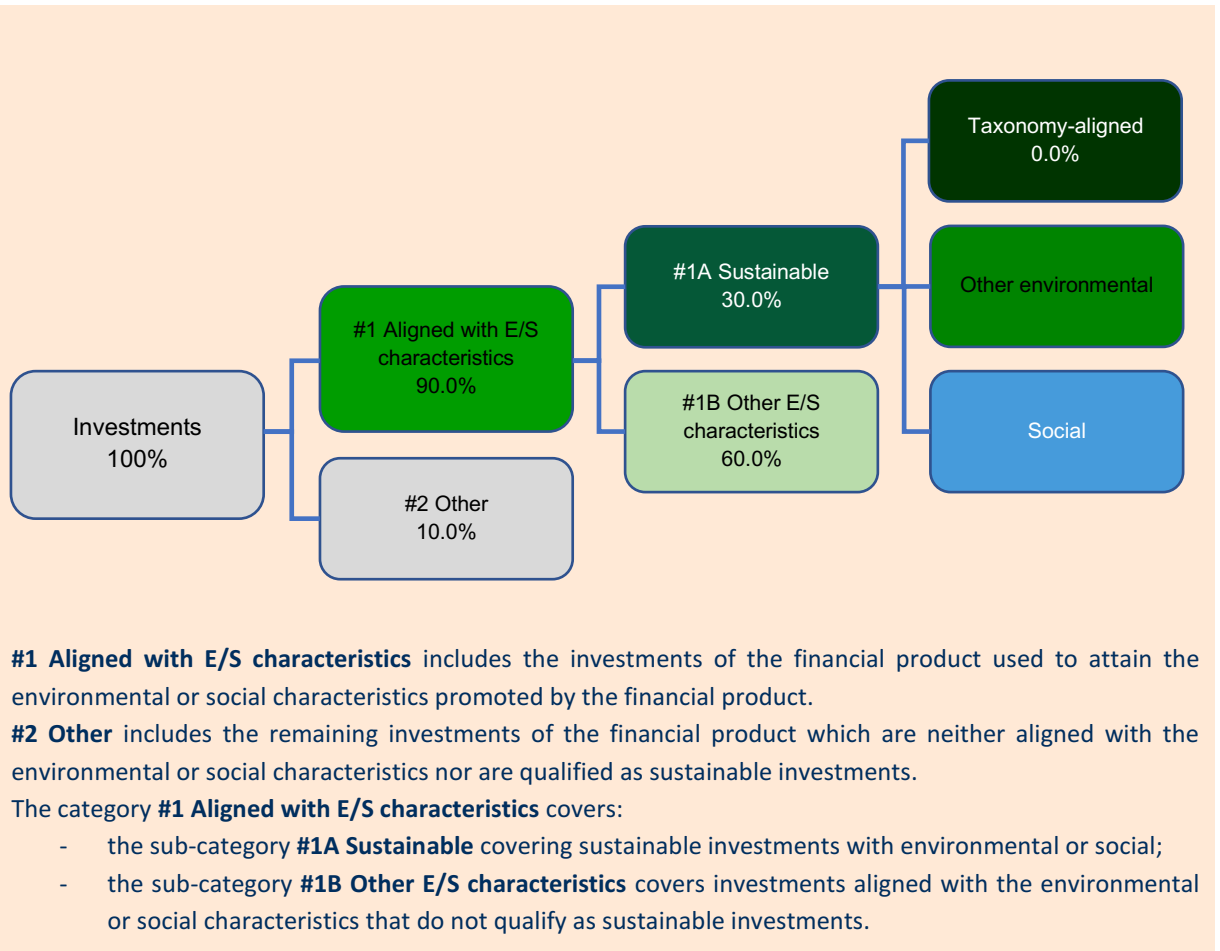 Taxonomy-aligned
0.0%
#1A Sustainable
30.0%
Other environmental
#1 Aligned with E/S
characteristics
90.0%
#1B Other E/S
characteristics
60.0%
Social
Investments
100%
#2 Other
10.0%
#1 Aligned with E/S characteristics includes the investments of the financial product used to attain the
environmental or social characteristics promoted by the financial product.
#2 Other includes the remaining investments of the financial product which are neither aligned with the
environmental or social characteristics nor are qualified as sustainable investments.
The category #1 Aligned with E/S characteristics covers:
- the sub-category #1A Sustainable covering sustainable investments with environmental or social;
- the sub-category #1B Other E/S characteristics covers investments aligned with the environmental
or social characteristics that do not qualify as sustainable investments.